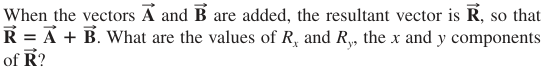 When the vectors A⃗ and B⃗ are added, the resultant vector is R⃗, so that
R⃗ = A⃗ + B⃗. What are the values of Rₓ and Rᵧ, the x and y components
of R⃗?